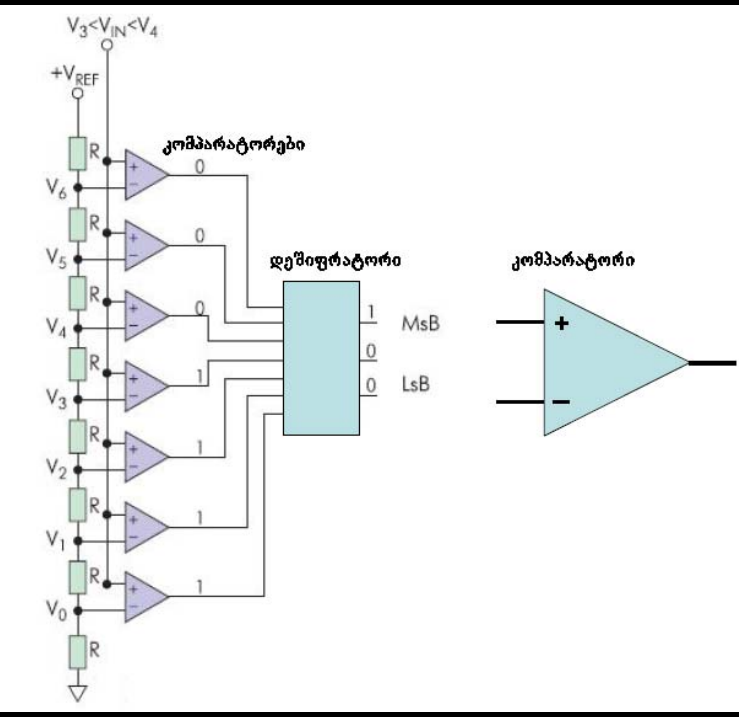 V3<VIN<V4
+VREF
კომპარატორები
R
0
V6
R
0
V5
დეშიფრატორი
კომპარატორი
R
0
V4
1
MsB
R
1
0
V3
0
LsB
R
1
V2
R
1
V1
R
1
V0
R